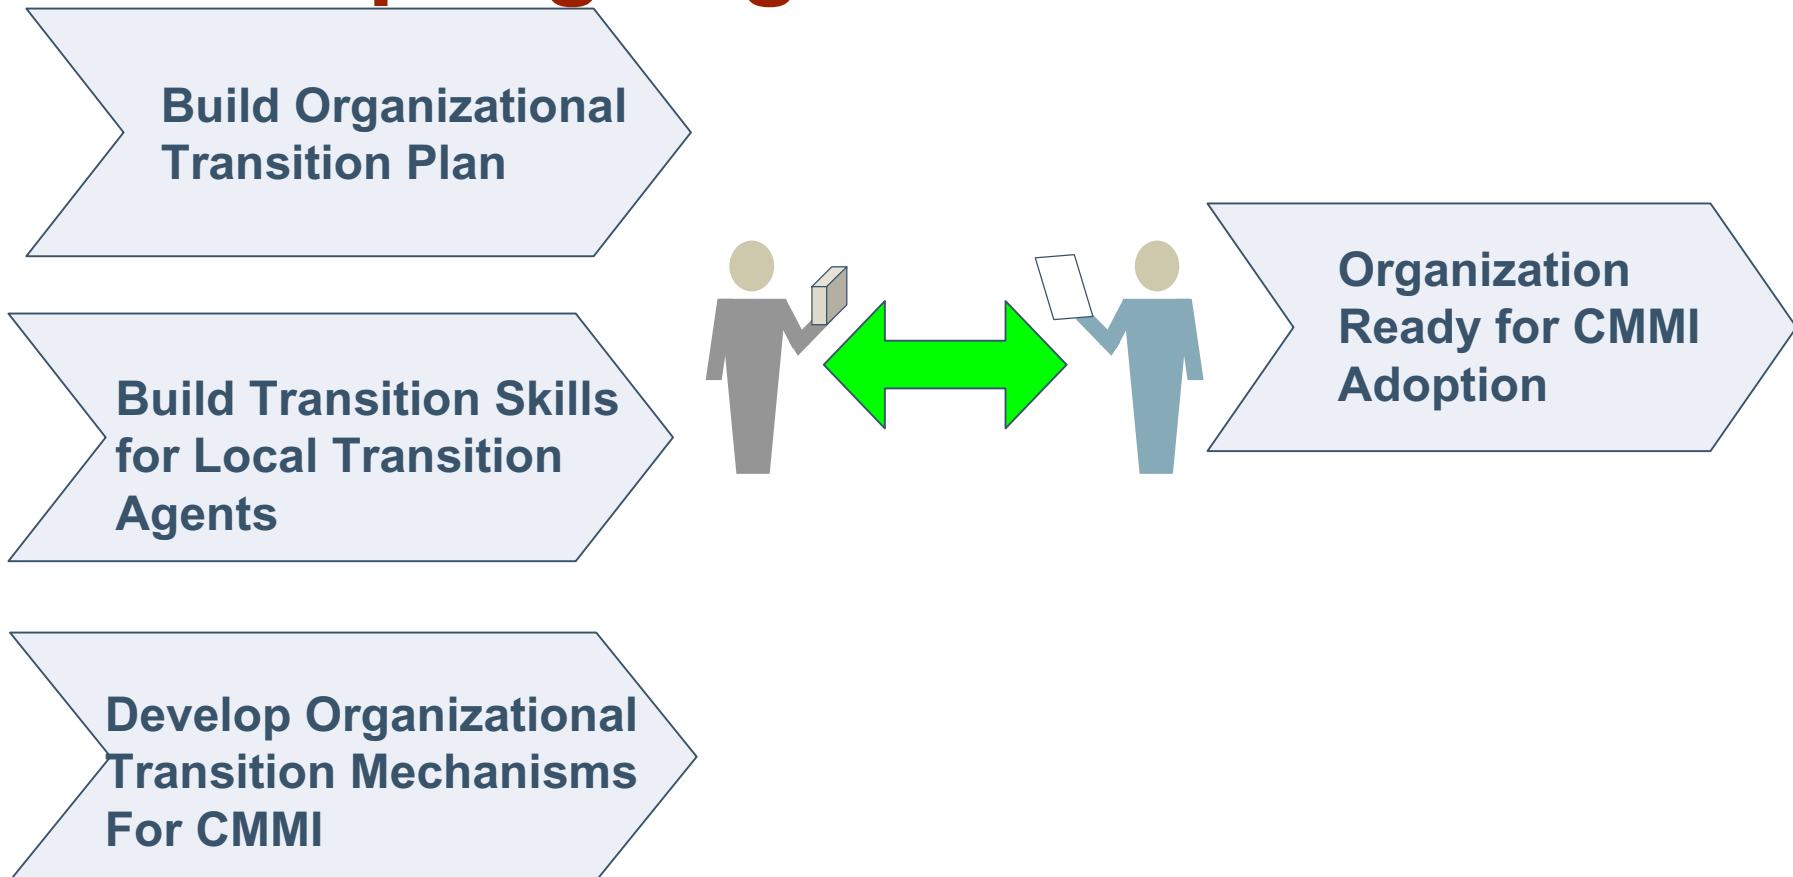 Build Organizational
Transition Plan
Organization
Ready for CMMI
Adoption
Build Transition Skills
for Local Transition
Agents
Develop Organizational
Transition Mechanisms
For CMMI